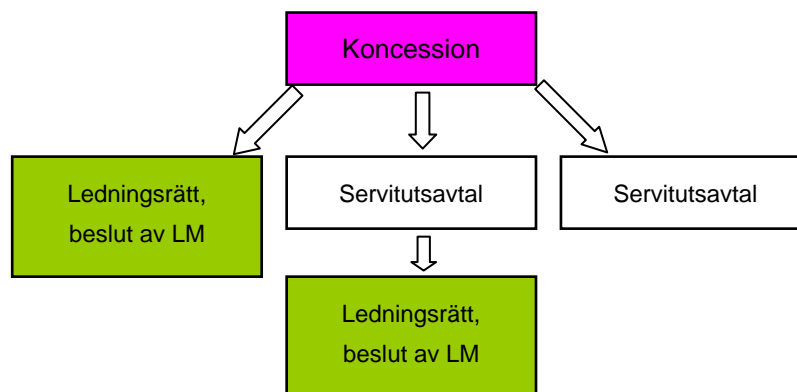 Koncession
Ledningsrätt,
beslut av LM
Servitutsavtal
Servitutsavtal
Ledningsrätt,
beslut av LM